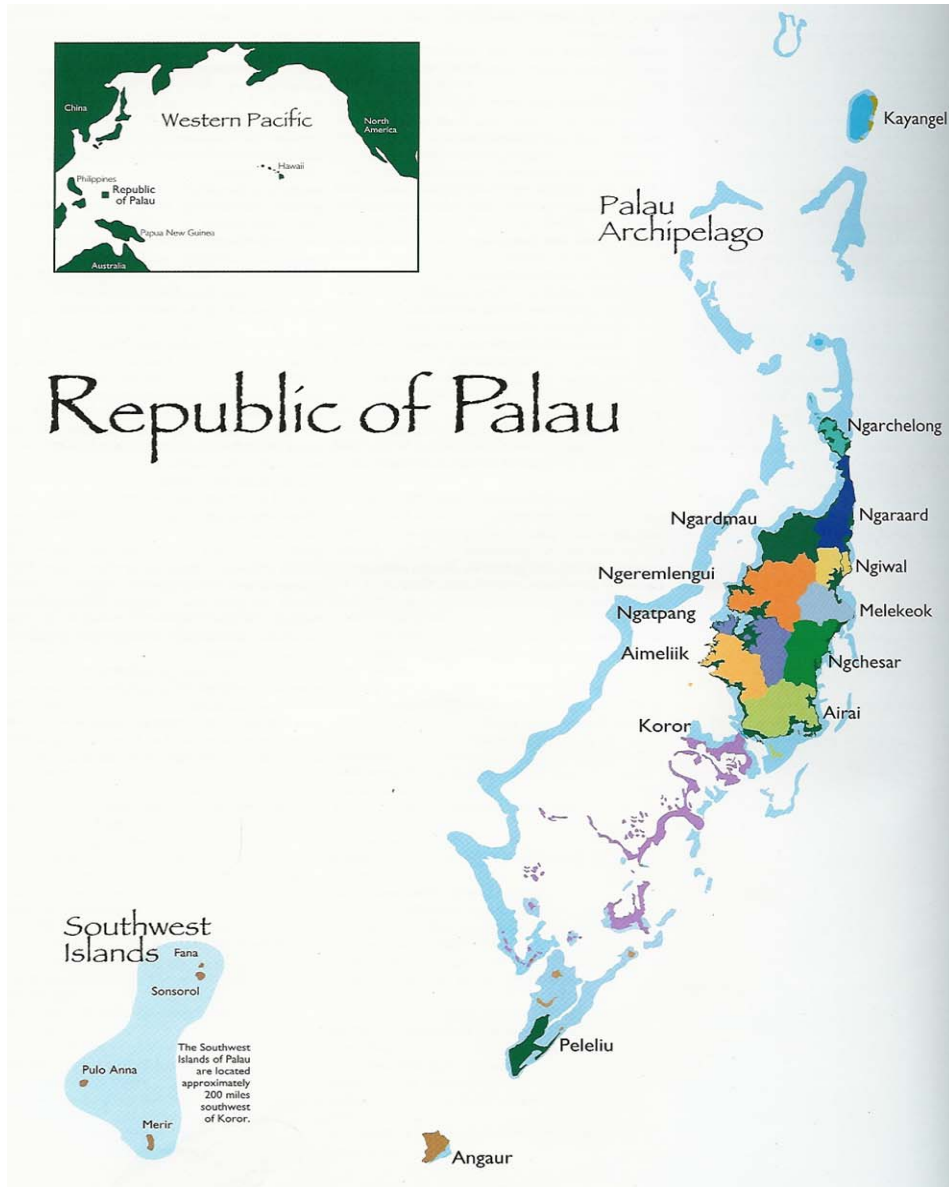 China
Western Pacific
North
America
Hawaii
Philippines
Republic
of Palau
Papua New Guinea
Australia
Kayangel
Palau
Archipelago
Republic of Palau
Ngarchelong
Ngardmau
Ngaraard
Ngeremlengui
Ngiwal
Ngatpang
Melekeok
Aimeliik
Ngchesar
Koror
Airai
Southwest
Islands
Fana
Sonsorol
The Southwest
Islands of Palau
are located
approximately
200 miles
southwest
of Koror.
Pulo Anna
Merir
Peleliu
Angaur